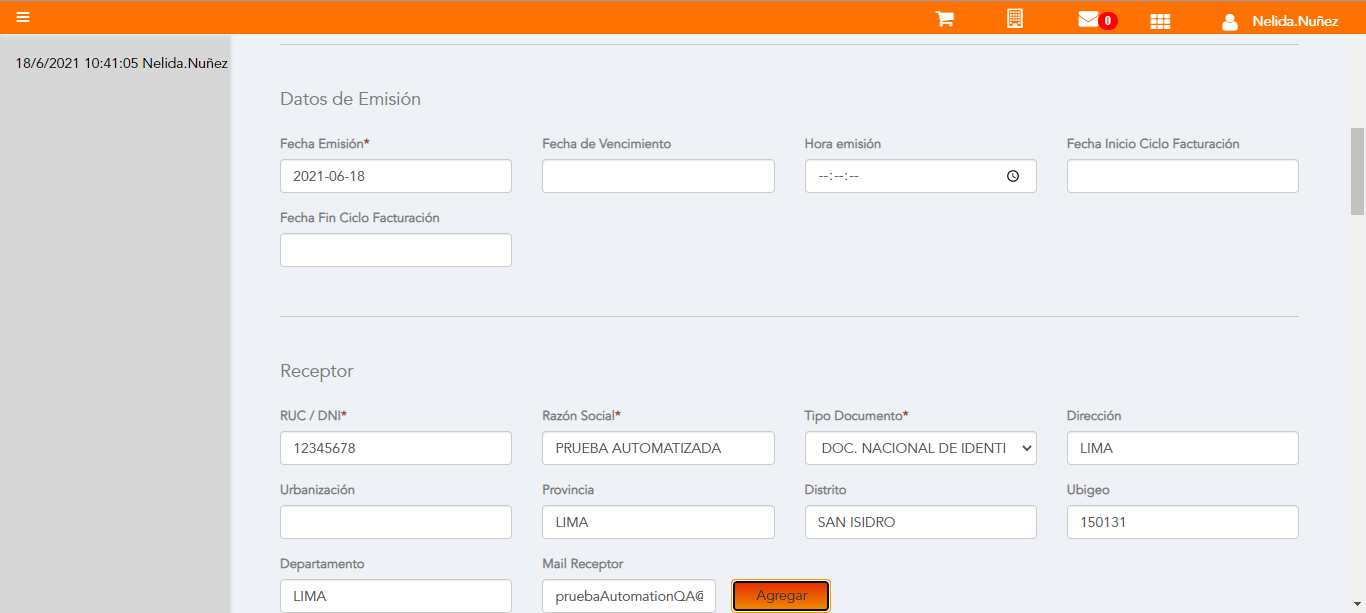 0
Nelida.Nuñez
18/6/2021 10:41:05 Nelida.Nuñez
Datos de Emisión
Fecha Emisión*
Fecha de Vencimiento
Hora emisión
Fecha Inicio Ciclo Facturación
2021-06-18
--:--:--
Fecha Fin Ciclo Facturación
Receptor
RUC / DNI*
Razón Social*
Tipo Documento*
Dirección
12345678
PRUEBA AUTOMATIZADA
DOC. NACIONAL DE IDENTI
LIMA
Urbanización
Provincia
Distrito
Ubigeo
LIMA
SAN ISIDRO
150131
Departamento
Mail Receptor
LIMA
pruebaAutomationQA@
Agregar